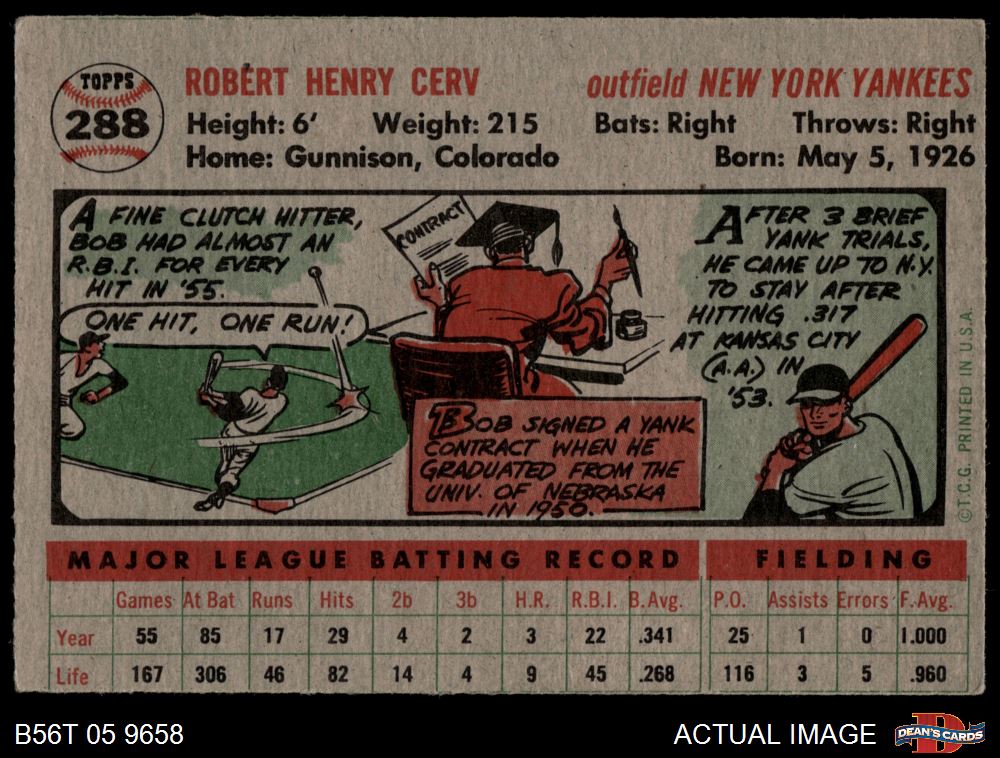 TOPPS
288
ROBERT HENRY CERV
outfield NEW YORK YANKEES
Height: 6' Weight: 215 Bats: Right Throws: Right
Home: Gunnison, Colorado Born: May 5, 1926
A FINE CLUTCH HITTER,
BOB HAD ALMOST AN
R.B.I. FOR EVERY
HIT IN '55.
ONE HIT, ONE RUN!
CONTRACT
BOB SIGNED A YANK
CONTRACT WHEN HE
GRADUATED FROM THE
UNIV. OF NEBRASKA
IN 1950.
AFTER 3 BRIEF
YANK TRIALS,
HE CAME UP TO N.Y.
TO STAY AFTER
HITTING .317
AT KANSAS CITY
(A.A.) IN
'53.
©T.C.G. PRINTED IN U.S.A.
MAJOR LEAGUE BATTING RECORD FIELDING
Games At Bat Runs Hits 2b 3b H.R. R.B.I. B.Avg. P.O. Assists Errors F.Avg.
Year 55 85 17 29 4 2 3 22 .341 25 1 0 1.000
Life 167 306 46 82 14 4 9 45 .268 116 3 5 .960
B56T 05 9658
ACTUAL IMAGE
DEAN'S CARDS